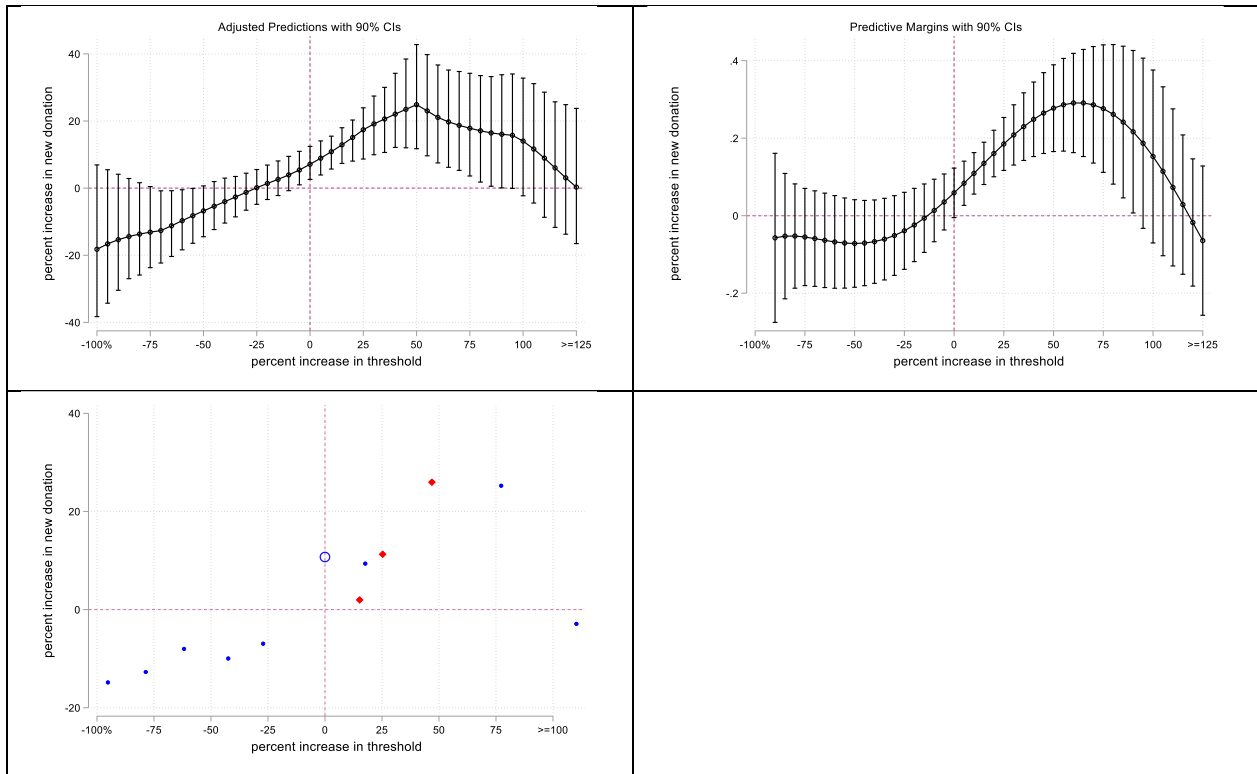 Adjusted Predictions with 90% CIs
percent increase in new donation
40
20
0
-20
-40
-100% -75 -50 -25 0 25 50 75 100 >=125
percent increase in threshold
Predictive Margins with 90% CIs
percent increase in new donation
.4
.2
0
-.2
-100% -75 -50 -25 0 25 50 75 100 >=125
percent increase in threshold
percent increase in new donation
40
20
0
-20
-100% -75 -50 -25 0 25 50 75 >=100
percent increase in threshold